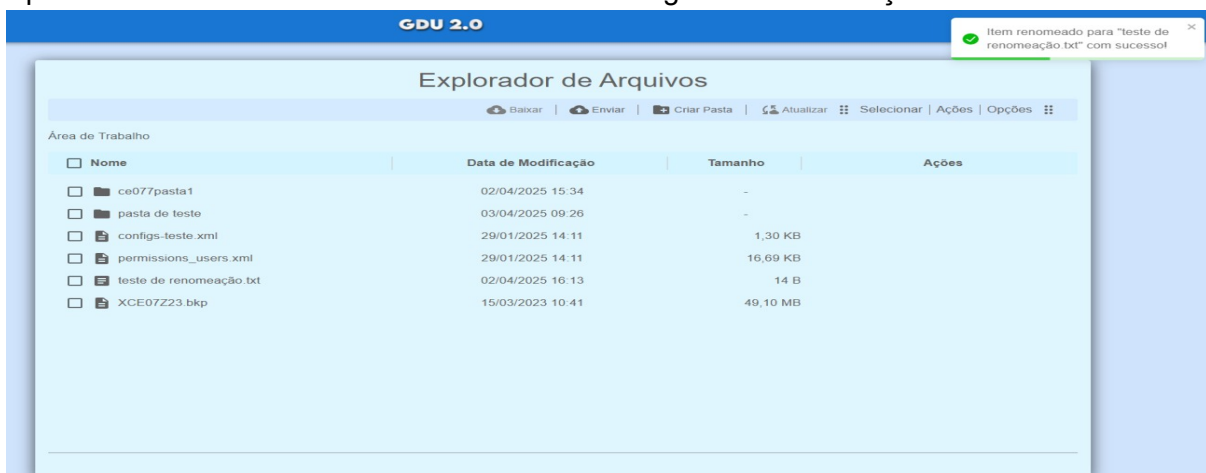 GDU 2.0
Item renomeado para "teste de
renomeação.txt" com sucesso!
Explorador de Arquivos
Baixar | Enviar | Criar Pasta | Atualizar Selecionar | Ações | Opções
Área de Trabalho
Nome Data de Modificação Tamanho Ações
ce077pasta1 02/04/2025 15:34 -
pasta de teste 03/04/2025 09:26 -
configs-teste.xml 29/01/2025 14:11 1,30 KB
permissions_users.xml 29/01/2025 14:11 16,69 KB
teste de renomeação.txt 02/04/2025 16:13 14 B
XCE07Z23.bkp 15/03/2023 10:41 49,10 MB